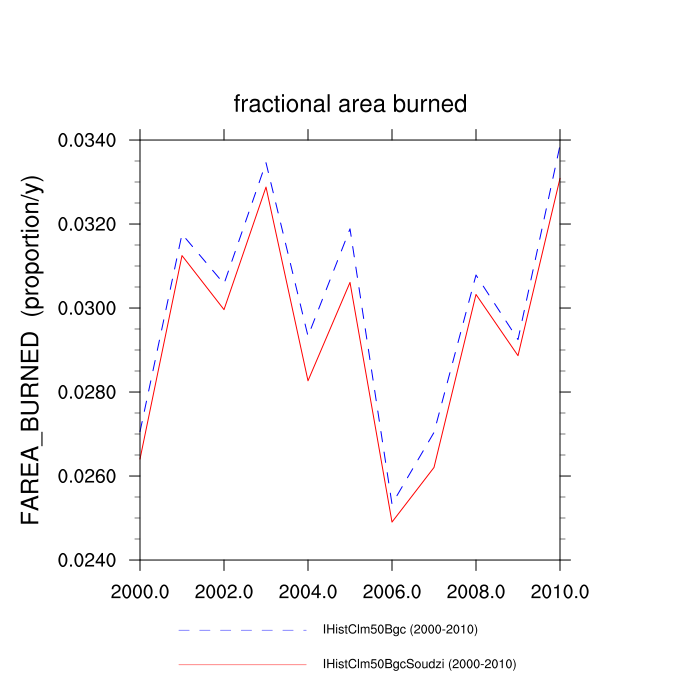 fractional area burned
FAREA_BURNED (proportion/y)
0.0340
0.0320
0.0300
0.0280
0.0260
0.0240
2000.0 2002.0 2004.0 2006.0 2008.0 2010.0
IHistClm50Bgc (2000-2010)
IHistClm50BgcSoudzi (2000-2010)